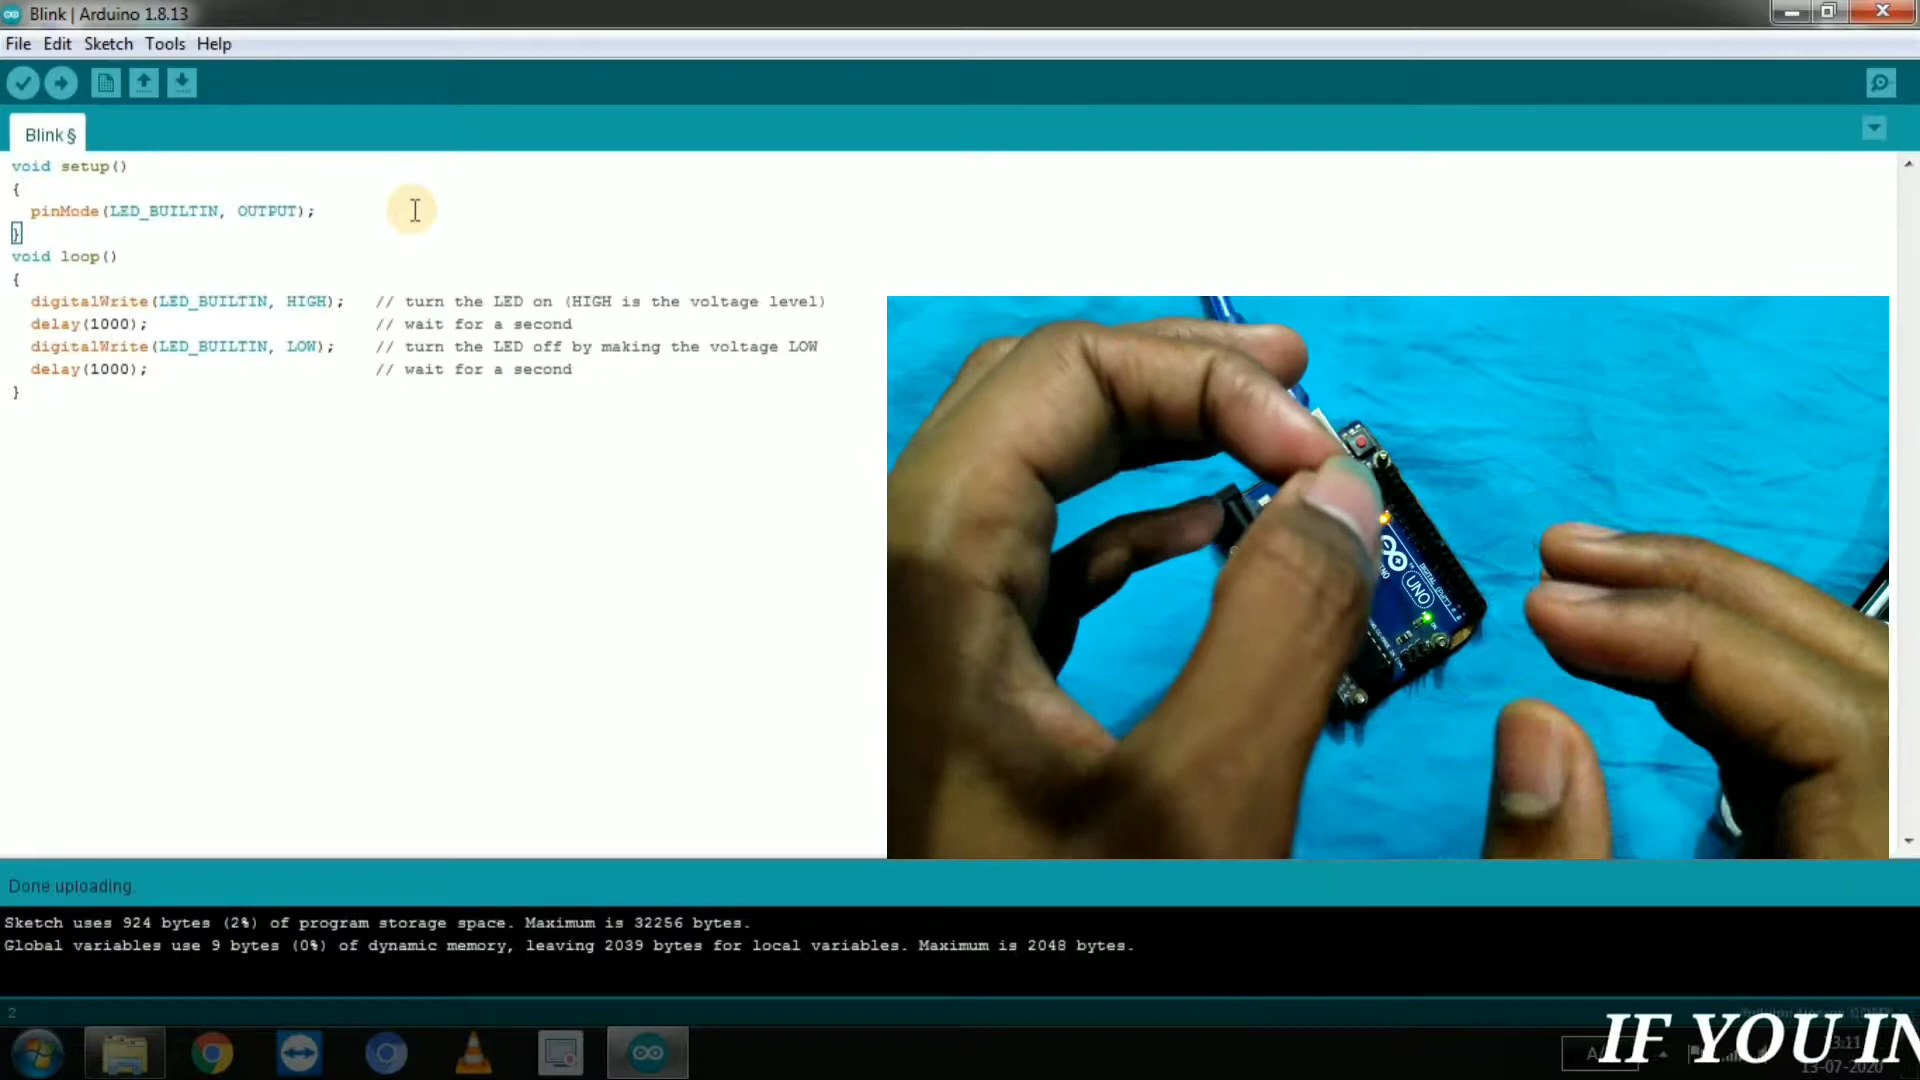 Blink | Arduino 1.8.13
File Edit Sketch Tools Help
Blink §
void setup()
{
pinMode(LED_BUILTIN, OUTPUT);
}
void loop()
{
digitalWrite(LED_BUILTIN, HIGH); // turn the LED on (HIGH is the voltage level)
delay(1000); // wait for a second
digitalWrite(LED_BUILTIN, LOW); // turn the LED off by making the voltage LOW
delay(1000); // wait for a second
}
UNO
DIGITAL
ON
Done uploading.
Sketch uses 924 bytes (2%) of program storage space. Maximum is 32256 bytes.
Global variables use 9 bytes (0%) of dynamic memory, leaving 2039 bytes for local variables. Maximum is 2048 bytes.
2
IF YOU IN
13-07-2020